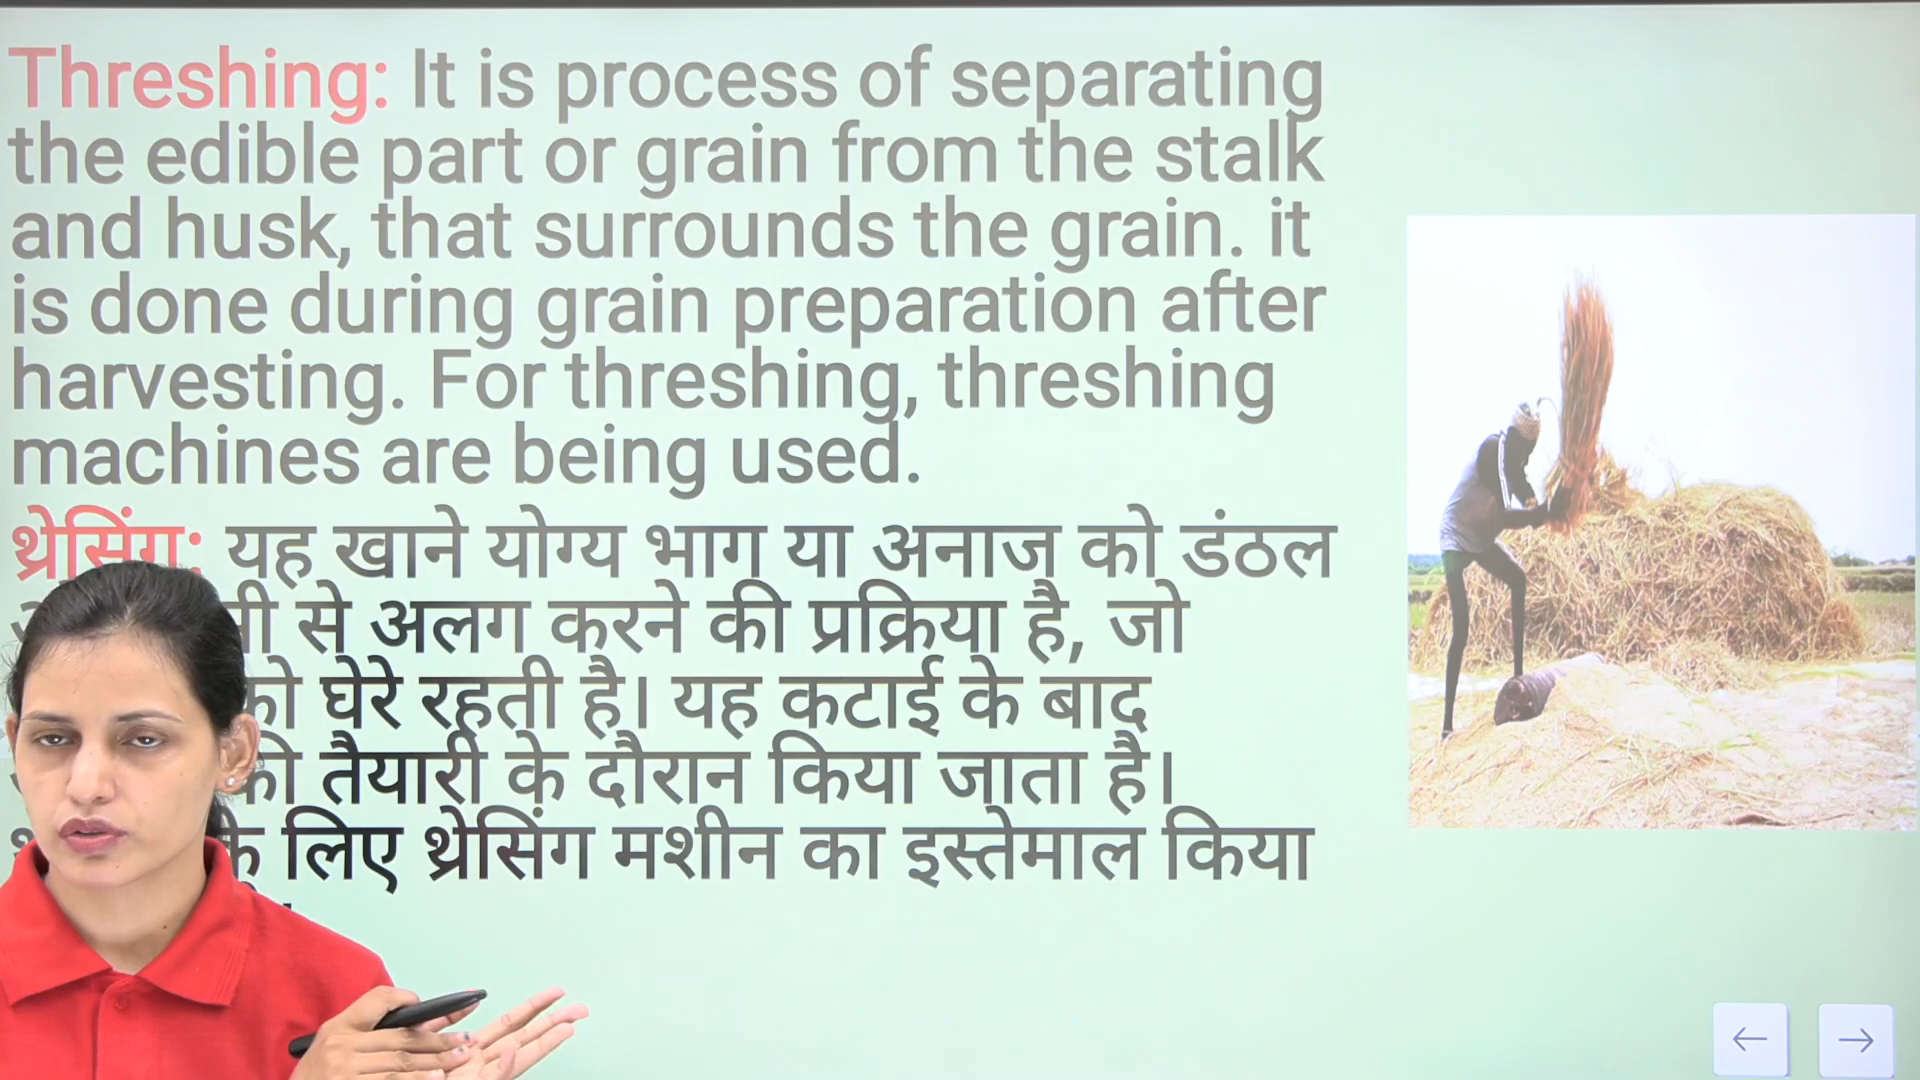 Threshing: It is process of separating
the edible part or grain from the stalk
and husk, that surrounds the grain. it
is done during grain preparation after
harvesting. For threshing, threshing
machines are being used.
थ्रेसिंग: यह खाने योग्य भाग या अनाज को डंठल
से अलग करने की प्रक्रिया है, जो
को घेरे रहती है। यह कटाई के बाद
की तैयारी के दौरान किया जाता है।
के लिए थ्रेसिंग मशीन का इस्तेमाल किया